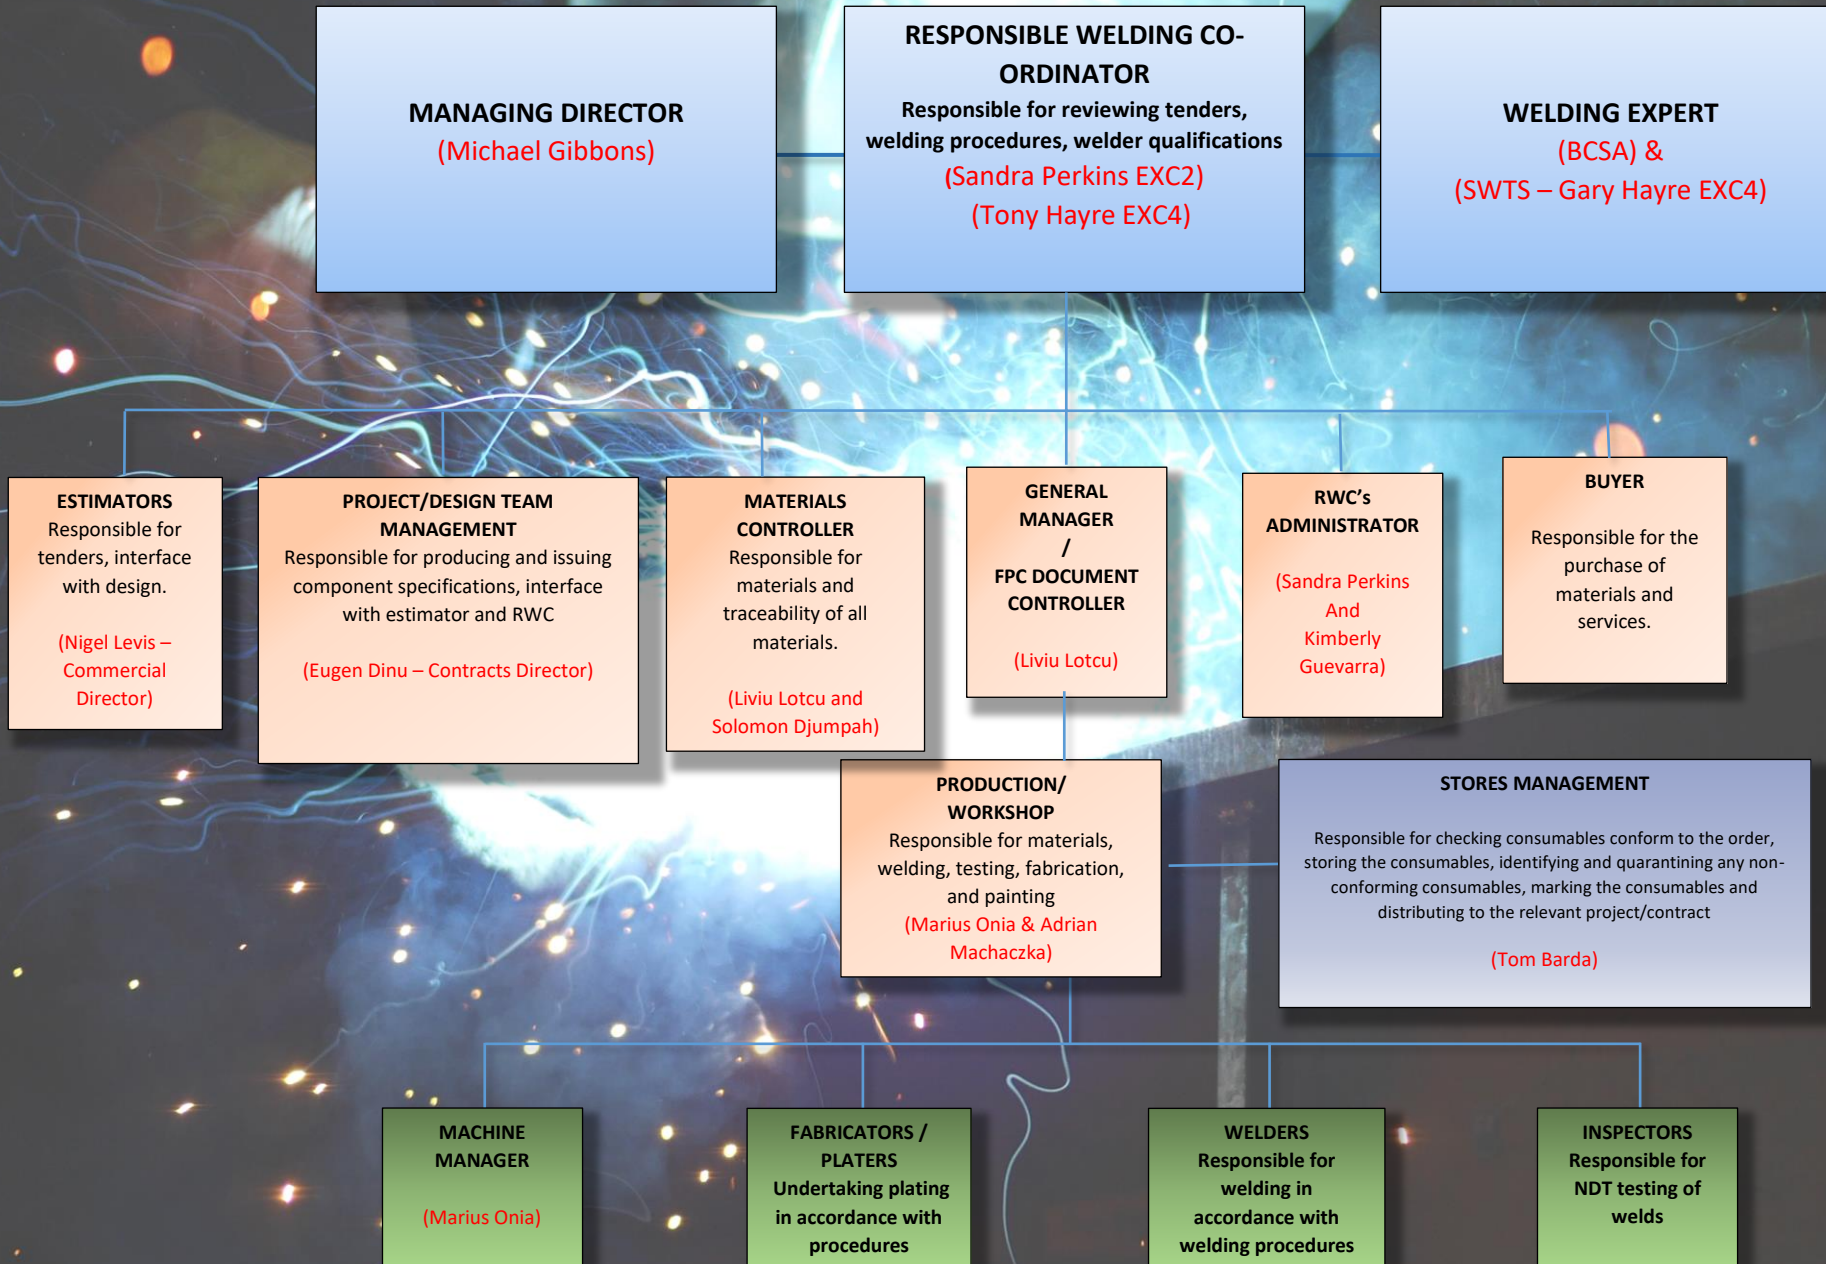 MANAGING DIRECTOR
(Michael Gibbons)
RESPONSIBLE WELDING CO-
ORDINATOR
Responsible for reviewing tenders,
welding procedures, welder qualifications
(Sandra Perkins EXC2)
(Tony Hayre EXC4)
WELDING EXPERT
(BCSA) &
(SWTS – Gary Hayre EXC4)
ESTIMATORS
Responsible for
tenders, interface
with design.
(Nigel Levis –
Commercial
Director)
PROJECT/DESIGN TEAM
MANAGEMENT
Responsible for producing and issuing
component specifications, interface
with estimator and RWC
(Eugen Dinu – Contracts Director)
MATERIALS
CONTROLLER
Responsible for
materials and
traceability of all
materials.
(Liviu Lotcu and
Solomon Djumpah)
GENERAL
MANAGER
/
FPC DOCUMENT
CONTROLLER
(Liviu Lotcu)
RWC's
ADMINISTRATOR
(Sandra Perkins
And
Kimberly
Guevarra)
BUYER
Responsible for the
purchase of
materials and
services.
PRODUCTION/
WORKSHOP
Responsible for materials,
welding, testing, fabrication,
and painting
(Marius Onia & Adrian
Machaczka)
STORES MANAGEMENT
Responsible for checking consumables conform to the order,
storing the consumables, identifying and quarantining any non-
conforming consumables, marking the consumables and
distributing to the relevant project/contract
(Tom Barda)
MACHINE
MANAGER
(Marius Onia)
FABRICATORS /
PLATERS
Undertaking plating
in accordance with
procedures
WELDERS
Responsible for
welding in
accordance with
welding procedures
INSPECTORS
Responsible for
NDT testing of
welds